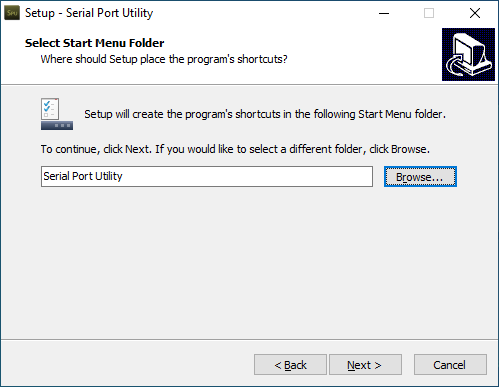 Setup - Serial Port Utility
Select Start Menu Folder
Where should Setup place the program's shortcuts?
Setup will create the program's shortcuts in the following Start Menu folder.
To continue, click Next. If you would like to select a different folder, click Browse.
Serial Port Utility
Browse...
< Back
Next >
Cancel